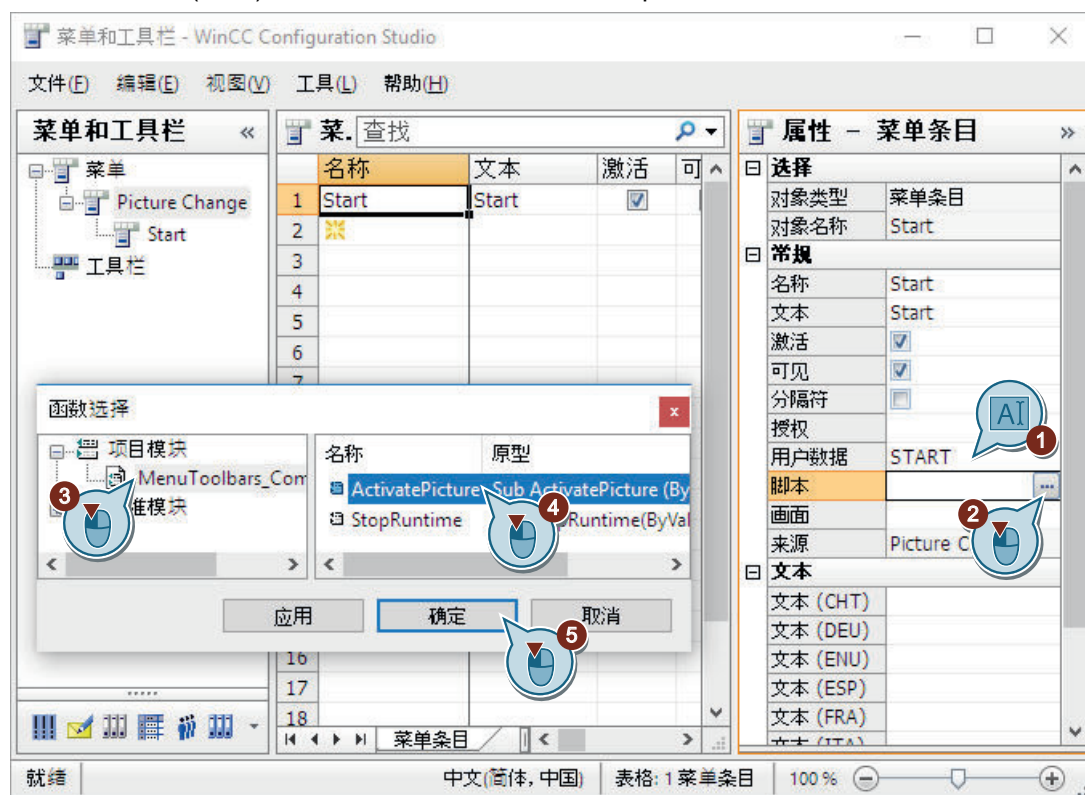 菜单和工具栏 - WinCC Configuration Studio
文件(F) 编辑(E) 视图(V) 工具(L) 帮助(H)
菜单和工具栏 «
菜单
Picture Change
Start
工具栏
菜. 查找
名称 文本 激活 可
1 Start Start
2
3
4
5
6
7
16
17
18
菜单条目
函数选择 x
项目模块
MenuToolbars_Com
准模块
名称 原型
ActivatePicture Sub ActivatePicture (By
StopRuntime Runtime(ByVal
3
4
应用 确定 取消
5
属性 - 菜单条目 »
选择
对象类型 菜单条目
对象名称 Start
常规
名称 Start
文本 Start
激活
可见
分隔符
授权
AI
1
用户数据 START
脚本 ...
2
画面
来源 Picture C
文本
文本 (CHT)
文本 (DEU)
文本 (ENU)
文本 (ESP)
文本 (FRA)
文本 (ITA)
就绪 中文(简体, 中国) 表格: 1 菜单条目 100 %